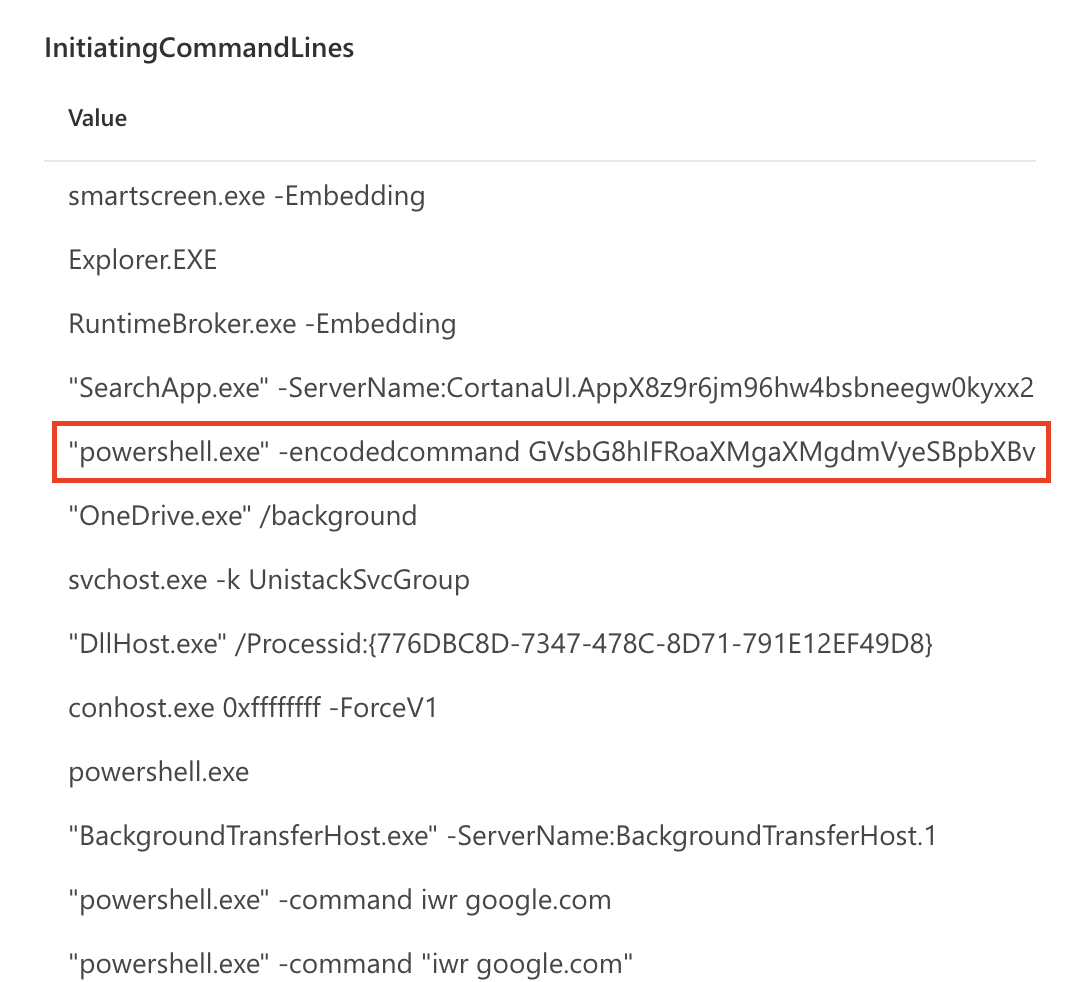 InitiatingCommandLines
Value
smartscreen.exe -Embedding
Explorer.EXE
RuntimeBroker.exe -Embedding
"SearchApp.exe" -ServerName:CortanaUI.AppX8z9r6jm96hw4bsbneegw0kyxx2
"powershell.exe" -encodedcommand GVsbG8hIFRoaXMgaXMgdmVyeSBpbXBv
"OneDrive.exe" /background
svchost.exe -k UnistackSvcGroup
"DllHost.exe" /Processid:{776DBC8D-7347-478C-8D71-791E12EF49D8}
conhost.exe 0xffffffff -ForceV1
powershell.exe
"BackgroundTransferHost.exe" -ServerName:BackgroundTransferHost.1
"powershell.exe" -command iwr google.com
"powershell.exe" -command "iwr google.com"